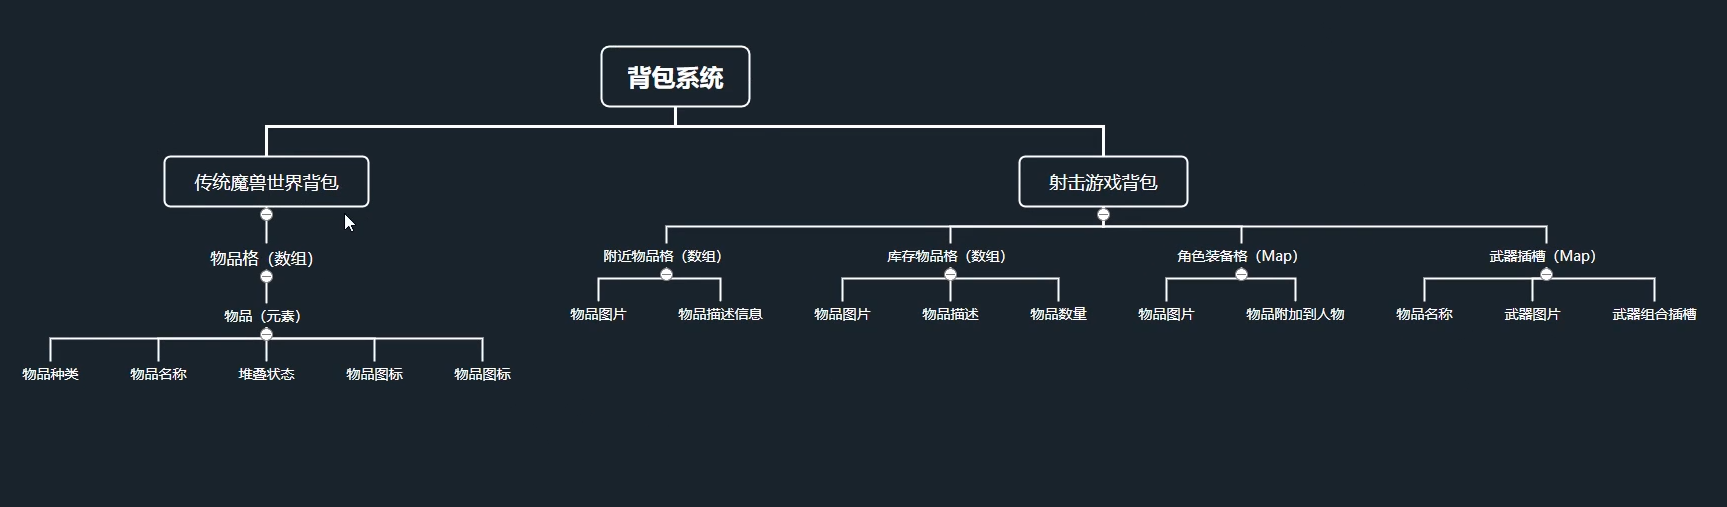 背包系统
传统魔兽世界背包
射击游戏背包
物品格（数组）
附近物品格（数组）
库存物品格（数组）
角色装备格（Map）
武器插槽（Map）
物品（元素）
物品图片
物品描述信息
物品图片
物品描述
物品数量
物品图片
物品附加到人物
物品名称
武器图片
武器组合插槽
物品种类
物品名称
堆叠状态
物品图标
物品图标